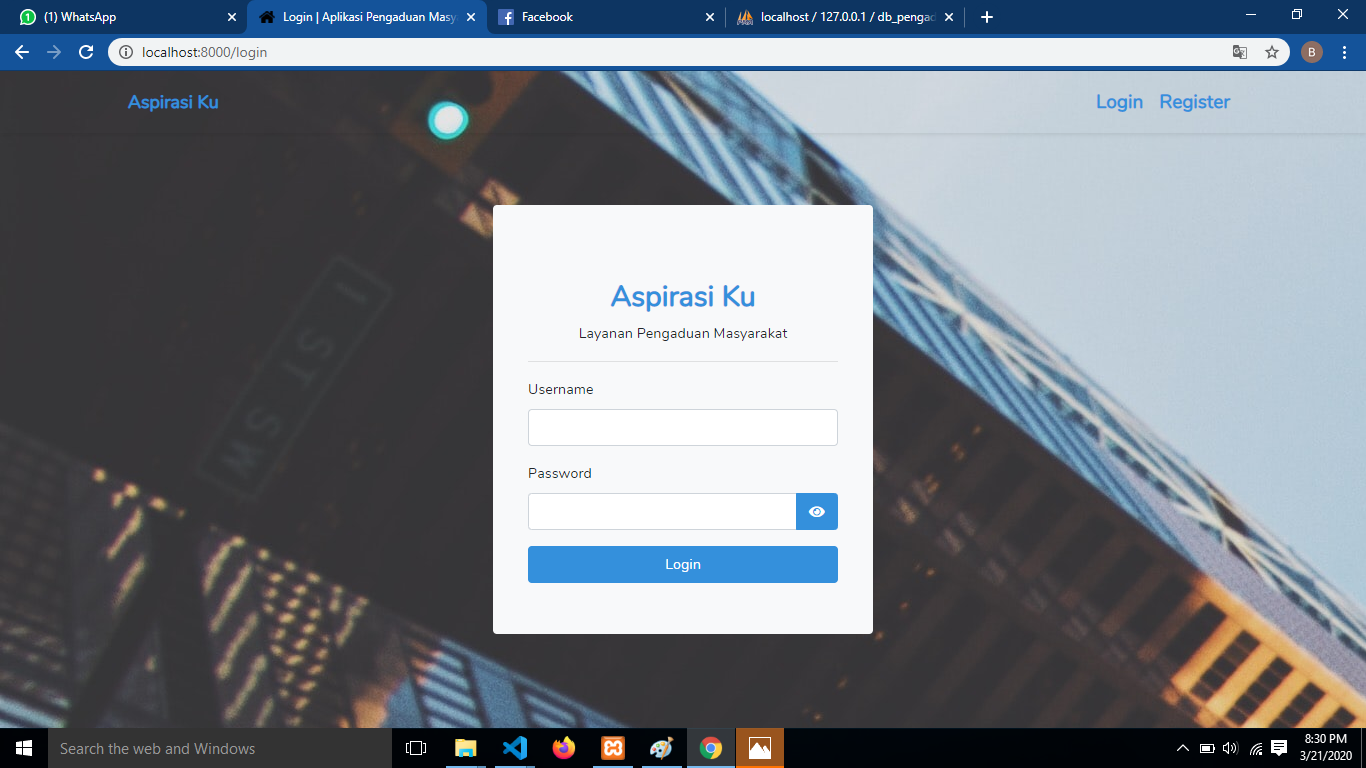 (1) WhatsApp
Login | Aplikasi Pengaduan Masy
Facebook
localhost / 127.0.0.1 / db_pengad
localhost:8000/login
B
Aspirasi Ku
Login
Register
I ST SW
Aspirasi Ku
Layanan Pengaduan Masyarakat
Username
Password
Login
Search the web and Windows
8:30 PM
3/21/2020